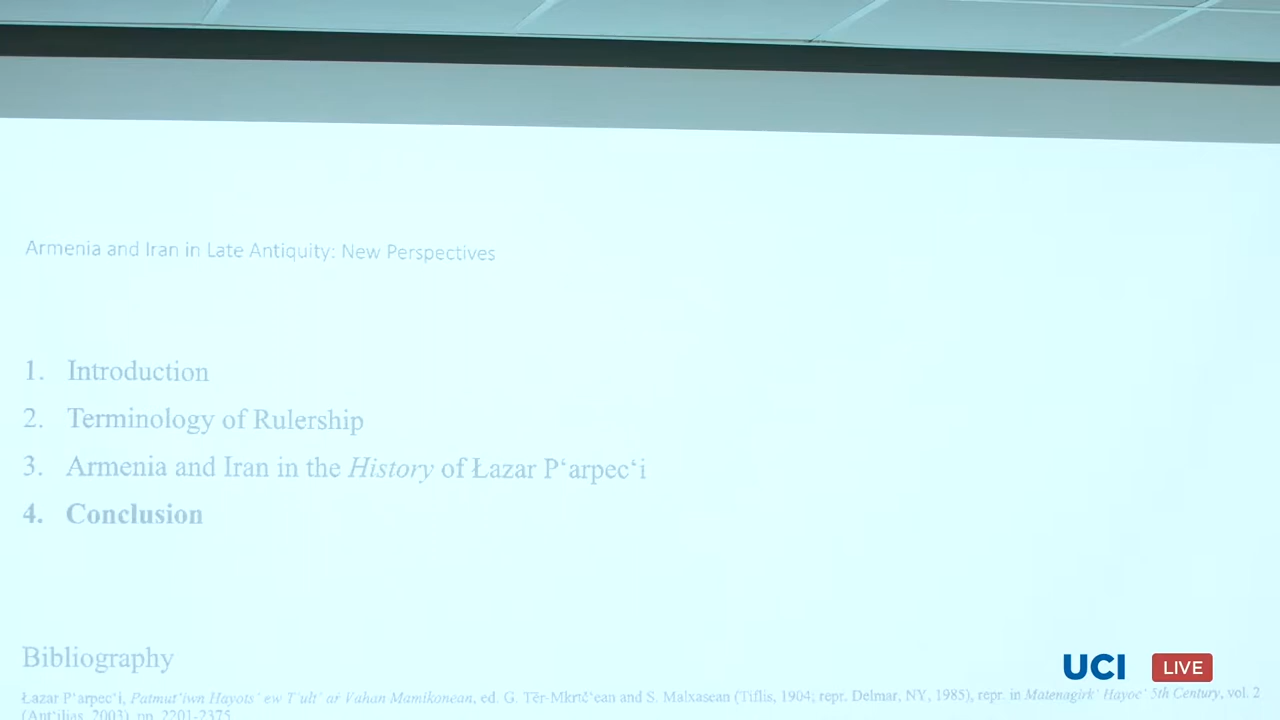 Armenia and Iran in Late Antiquity: New Perspectives
1. Introduction
2. Terminology of Rulership
3. Armenia and Iran in the History of Łazar P‘arpec‘i
4. Conclusion
Bibliography
Łazar P‘arpec‘i, Patmut‘iwn Hayots‘ ew T‘ult‘ aṙ Vahan Mamikonean, ed. G. Tēr-Mkrtč‘ean and S. Malxasean (Tiflis, 1904; repr. Delmar, NY, 1985), repr. in Matenagirk‘ Hayoc‘ 5th Century, vol. 2
(Ant‘ilias, 2003), pp. 2201-2375.
UCI LIVE